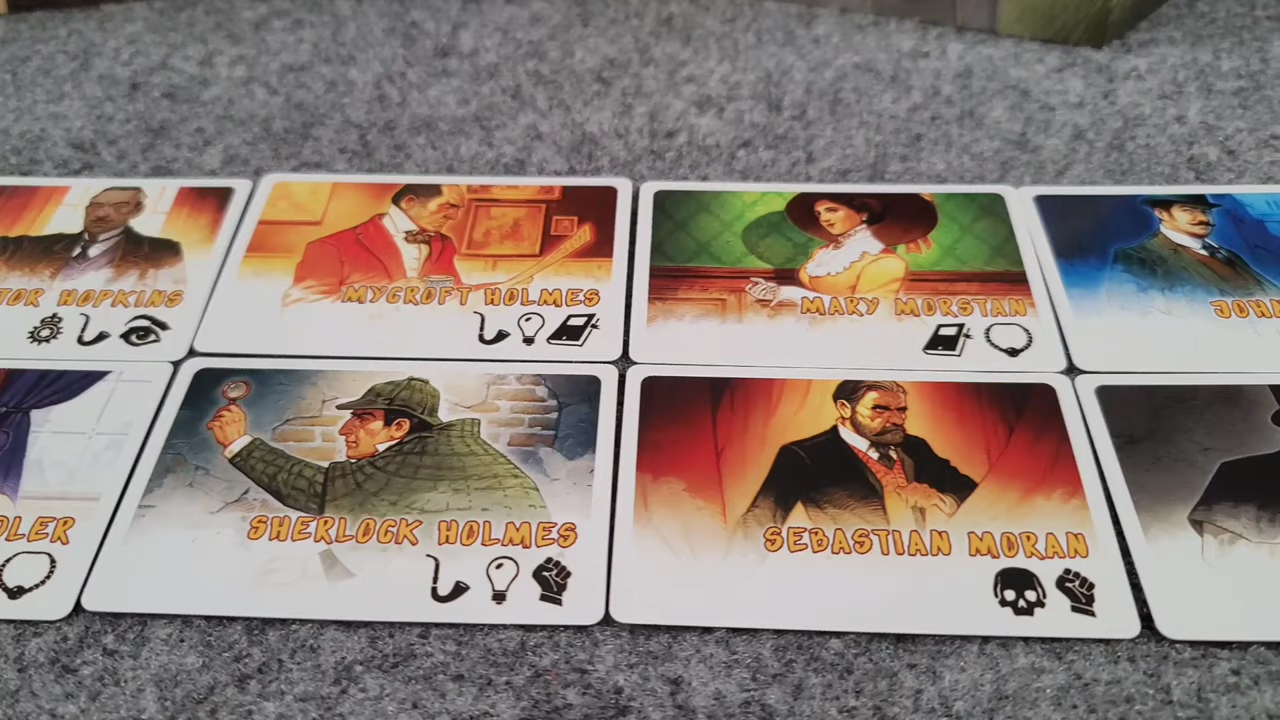 TOR HOPKINS
MYCROFT HOLMES
MARY MORSTAN
JOHN
DLER
SHERLOCK HOLMES
SEBASTIAN MORAN